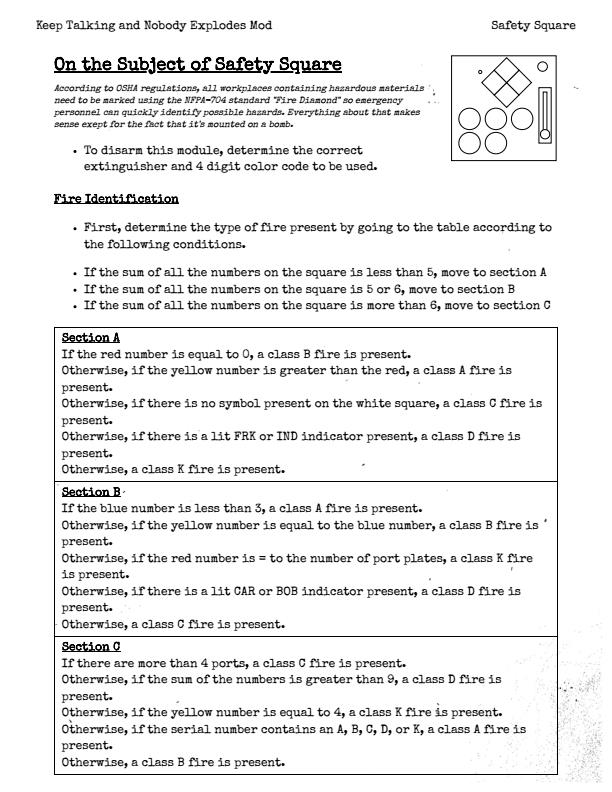 Keep Talking and Nobody Explodes Mod
Safety Square
On the Subject of Safety Square
According to OSHA regulations, all workplaces containing hazardous materials
need to be marked using the NFPA-704 standard "Fire Diamond" so emergency
personnel can quickly identify possible hazards. Everything about that makes
sense exept for the fact that it's mounted on a bomb.
• To disarm this module, determine the correct
extinguisher and 4 digit color code to be used.
Fire Identification
• First, determine the type of fire present by going to the table according to
the following conditions.
• If the sum of all the numbers on the square is less than 5, move to section A
• If the sum of all the numbers on the square is 5 or 6, move to section B
• If the sum of all the numbers on the square is more than 6, move to section C
Section A
If the red number is equal to 0, a class B fire is present.
Otherwise, if the yellow number is greater than the red, a class A fire is
present.
Otherwise, if there is no symbol present on the white square, a class C fire is
present.
Otherwise, if there is a lit FRK or IND indicator present, a class D fire is
present.
Otherwise, a class K fire is present.
Section B
If the blue number is less than 3, a class A fire is present.
Otherwise, if the yellow number is equal to the blue number, a class B fire is
present.
Otherwise, if the red number is = to the number of port plates, a class K fire
is present.
Otherwise, if there is a lit CAR or BOB indicator present, a class D fire is
present.
Otherwise, a class C fire is present.
Section C
If there are more than 4 ports, a class C fire is present.
Otherwise, if the sum of the numbers is greater than 9, a class D fire is
present.
Otherwise, if the yellow number is equal to 4, a class K fire is present.
Otherwise, if the serial number contains an A, B, C, D, or K, a class A fire is
present.
Otherwise, a class B fire is present.